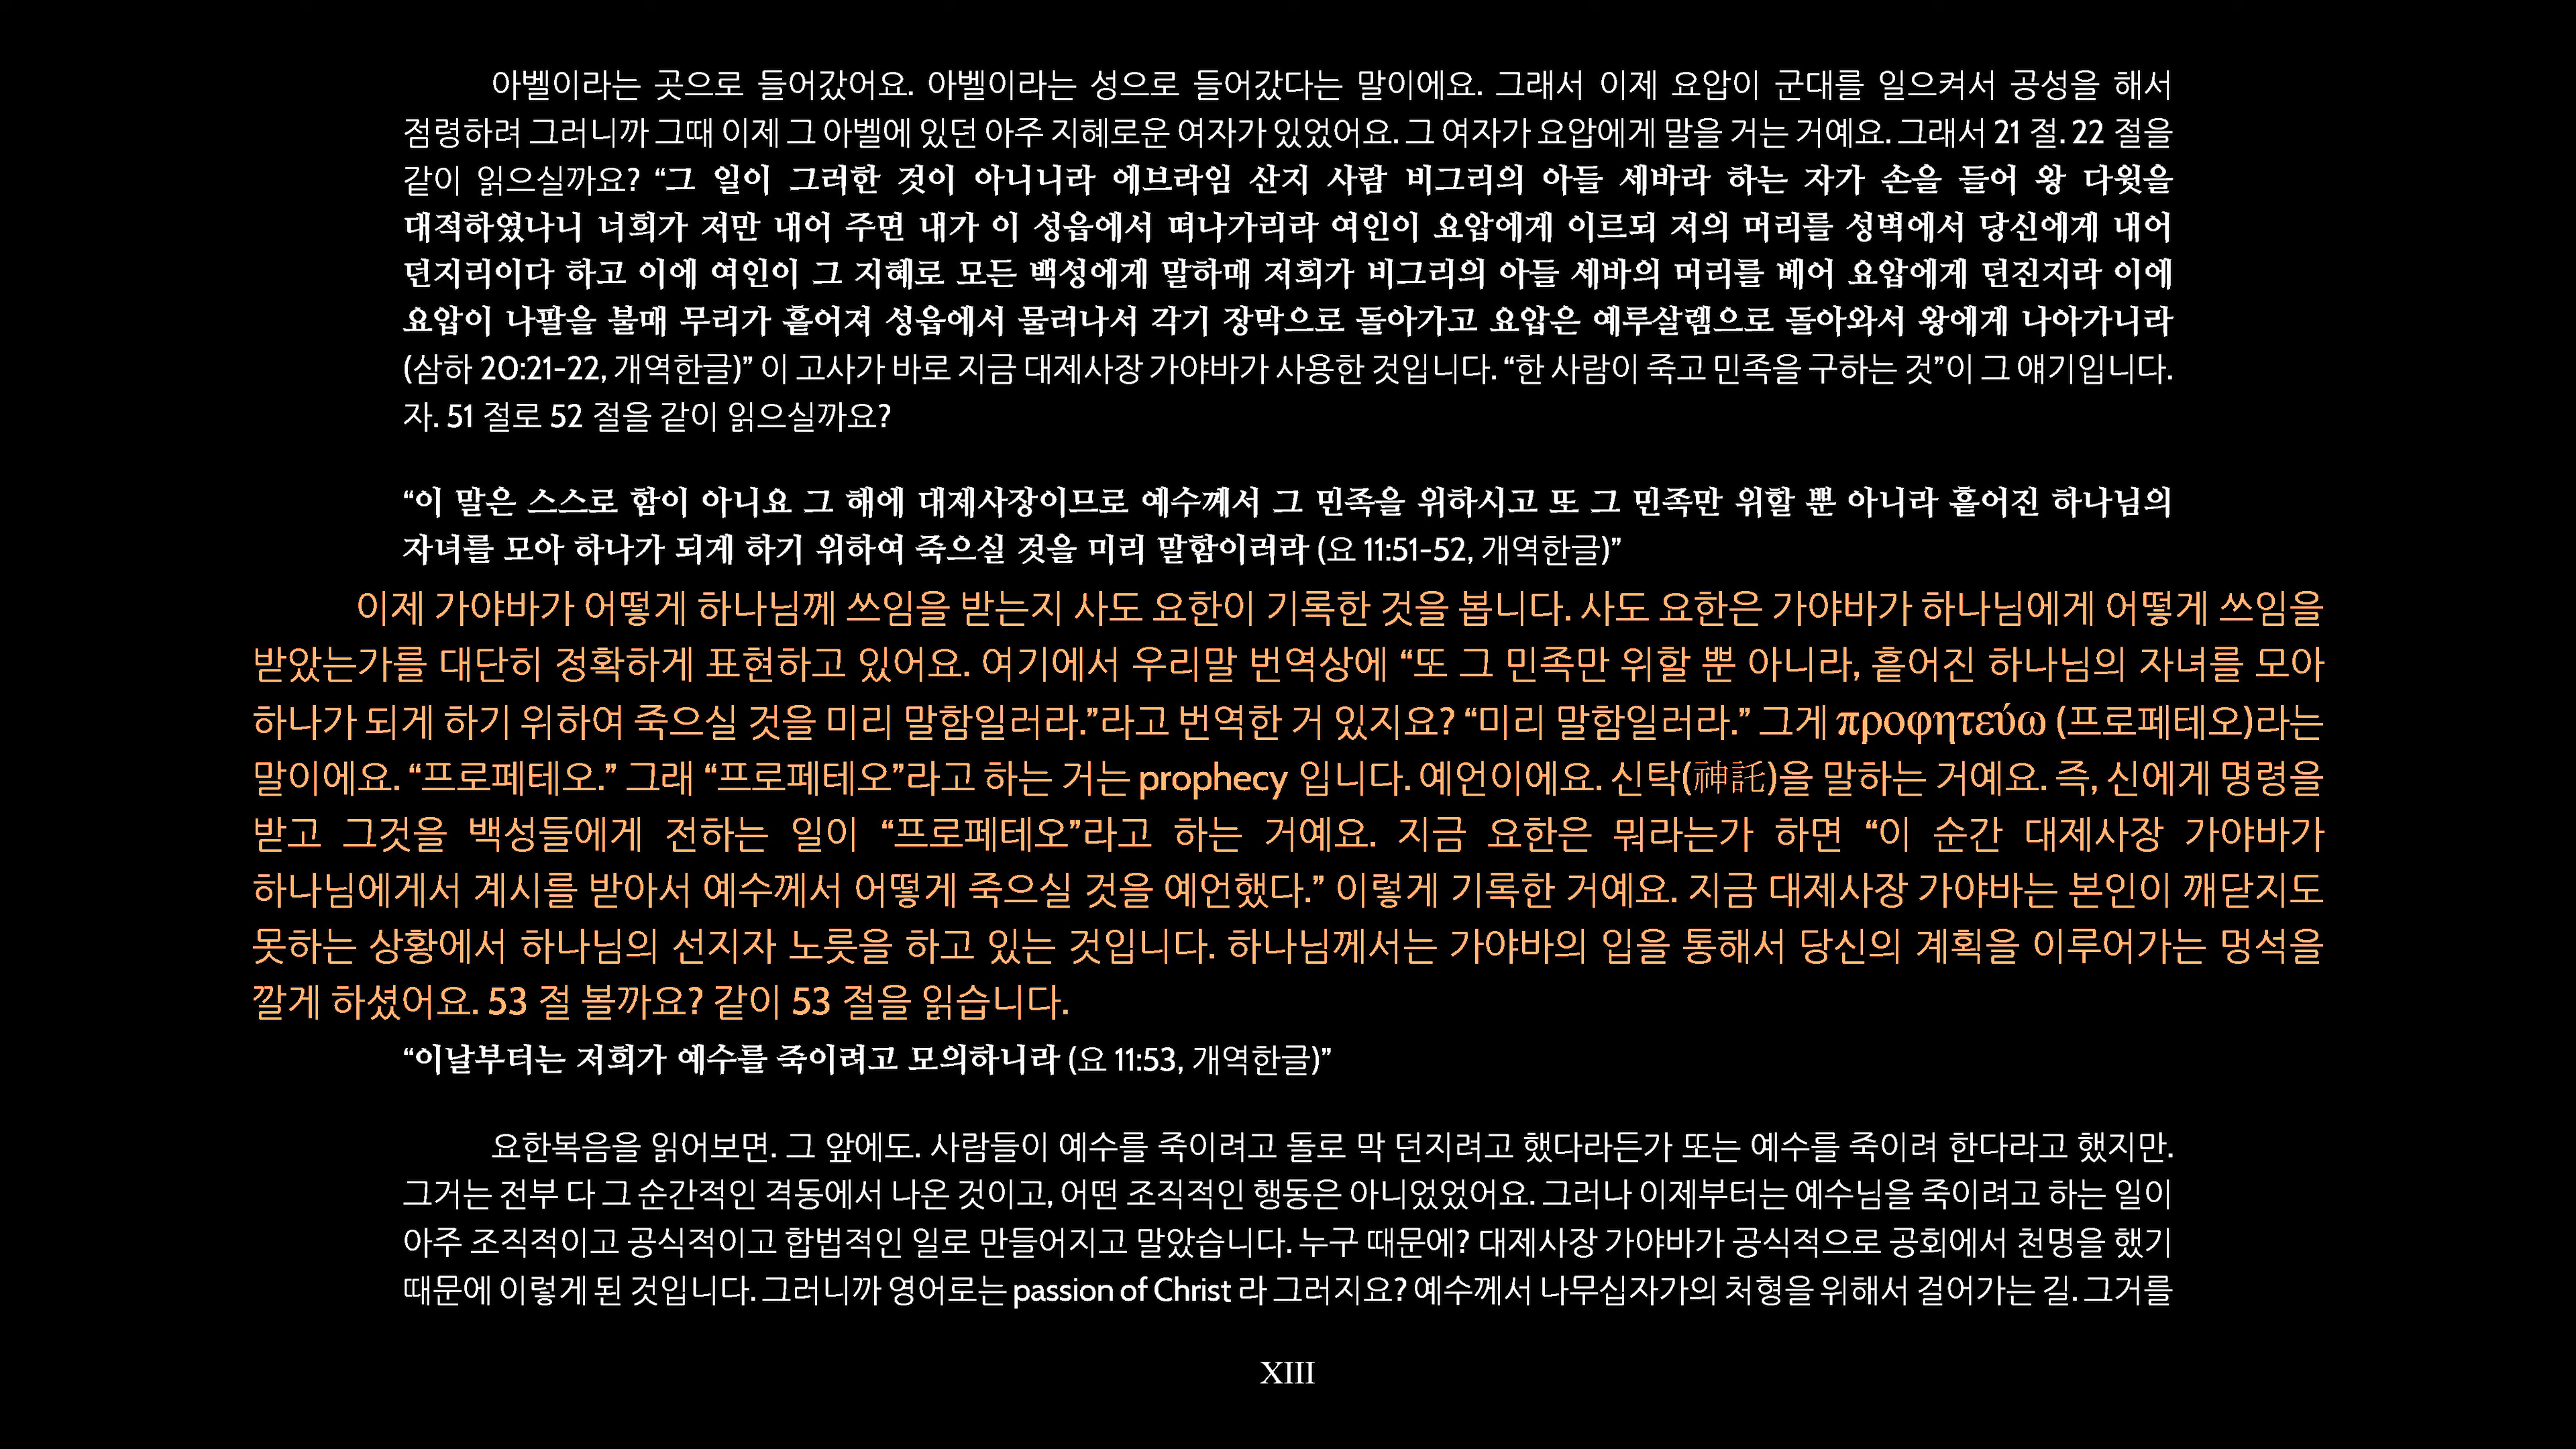 아벨이라는 곳으로 들어갔어요. 아벨이라는 성으로 들어갔다는 말이에요. 그래서 이제 요압이 군대를 일으켜서 공성을 해서
점령하려 그러니까 그때 이제 그 아벨에 있던 아주 지혜로운 여자가 있었어요. 그 여자가 요압에게 말을 거는 거예요. 그래서 21 절. 22 절을
같이 읽으실까요? “그 일이 그러한 것이 아니니라 에브라임 산지 사람 비그리의 아들 세바라 하는 자가 손을 들어 왕 다윗을
대적하였나니 너희가 저만 내어 주면 내가 이 성읍에서 떠나가리라 여인이 요압에게 이르되 저의 머리를 성벽에서 당신에게 내어
던지리이다 하고 이에 여인이 그 지혜로 모든 백성에게 말하매 저희가 비그리의 아들 세바의 머리를 베어 요압에게 던진지라 이에
요압이 나팔을 불매 무리가 흩어져 성읍에서 물러나서 각기 장막으로 돌아가고 요압은 예루살렘으로 돌아와서 왕에게 나아가니라
(삼하 20:21-22, 개역한글)” 이 고사가 바로 지금 대제사장 가야바가 사용한 것입니다. “한 사람이 죽고 민족을 구하는 것”이 그 얘기입니다.
자. 51 절로 52 절을 같이 읽으실까요?
“이 말은 스스로 함이 아니요 그 해에 대제사장이므로 예수께서 그 민족을 위하시고 또 그 민족만 위할 뿐 아니라 흩어진 하나님의
자녀를 모아 하나가 되게 하기 위하여 죽으실 것을 미리 말함이러라 (요 11:51-52, 개역한글)”
이제 가야바가 어떻게 하나님께 쓰임을 받는지 사도 요한이 기록한 것을 봅니다. 사도 요한은 가야바가 하나님에게 어떻게 쓰임을
받았는가를 대단히 정확하게 표현하고 있어요. 여기에서 우리말 번역상에 “또 그 민족만 위할 뿐 아니라, 흩어진 하나님의 자녀를 모아
하나가 되게 하기 위하여 죽으실 것을 미리 말함일러라.”라고 번역한 거 있지요? “미리 말함일러라.” 그게 προφητεύω (프로페테오)라는
말이에요. “프로페테오.” 그래 “프로페테오”라고 하는 거는 prophecy 입니다. 예언이에요. 신탁(神託)을 말하는 거예요. 즉, 신에게 명령을
받고 그것을 백성들에게 전하는 일이 “프로페테오”라고 하는 거예요. 지금 요한은 뭐라는가 하면 “이 순간 대제사장 가야바가
하나님에게서 계시를 받아서 예수께서 어떻게 죽으실 것을 예언했다.” 이렇게 기록한 거예요. 지금 대제사장 가야바는 본인이 깨닫지도
못하는 상황에서 하나님의 선지자 노릇을 하고 있는 것입니다. 하나님께서는 가야바의 입을 통해서 당신의 계획을 이루어가는 멍석을
깔게 하셨어요. 53 절 볼까요? 같이 53 절을 읽습니다.
“이날부터는 저희가 예수를 죽이려고 모의하니라 (요 11:53, 개역한글)”
요한복음을 읽어보면. 그 앞에도. 사람들이 예수를 죽이려고 돌로 막 던지려고 했다라든가 또는 예수를 죽이려 한다라고 했지만.
그거는 전부 다 그 순간적인 격동에서 나온 것이고, 어떤 조직적인 행동은 아니었었어요. 그러나 이제부터는 예수님을 죽이려고 하는 일이
아주 조직적이고 공식적이고 합법적인 일로 만들어지고 말았습니다. 누구 때문에? 대제사장 가야바가 공식적으로 공회에서 천명을 했기
때문에 이렇게 된 것입니다. 그러니까 영어로는 passion of Christ 라 그러지요? 예수께서 나무십자가의 처형을 위해서 걸어가는 길. 그거를
XIII